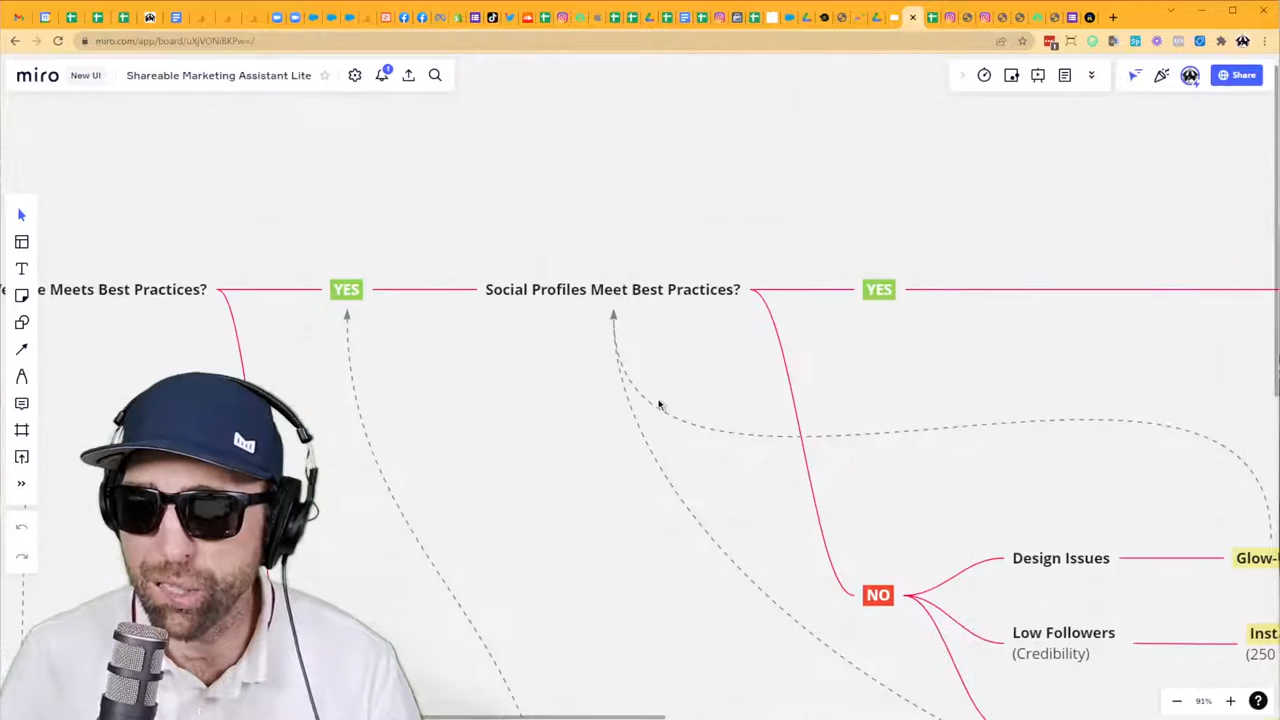 miro.com/app/board/uXjVONiBKPw=/
miro
New UI
Shareable Marketing Assistant Lite
1
Share
Meets Best Practices?
YES
Social Profiles Meet Best Practices?
YES
NO
Design Issues
Glow-
Low Followers
(Credibility)
Inst
(250
91%